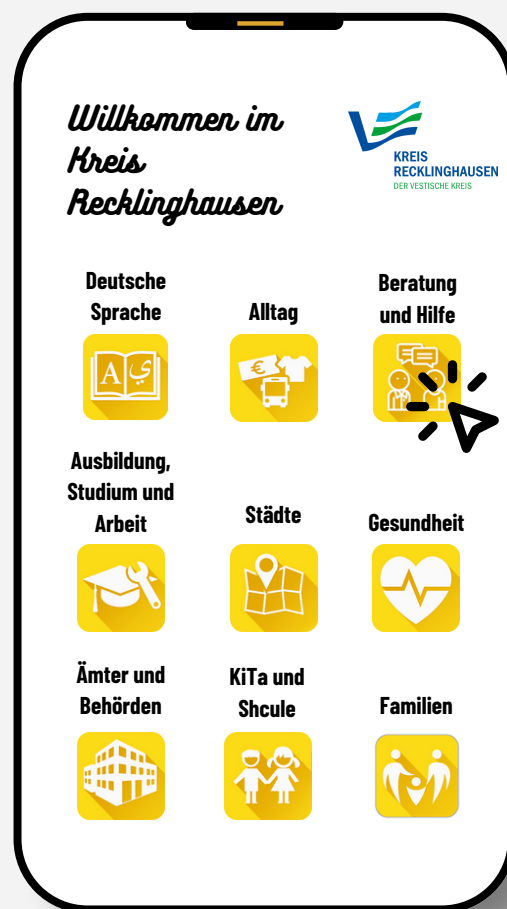 Willkommen im
Kreis
Recklinghausen
KREIS
RECKLINGHAUSEN
DER VESTISCHE KREIS
Deutsche
Sprache
Alltag
Beratung
und Hilfe
A ي
€
Ausbildung,
Studium und
Arbeit
Städte
Gesundheit
Ämter und
Behörden
KiTa und
Shcule
Familien